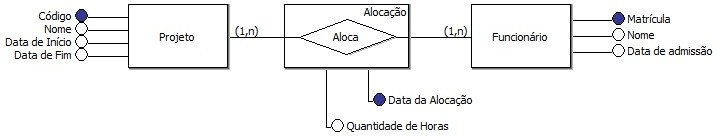 Código
Nome
Data de Início
Data de Fim
Projeto
(1,n)
Alocação
Aloca
(1,n)
Funcionário
Matrícula
Nome
Data de admissão
Data da Alocação
Quantidade de Horas